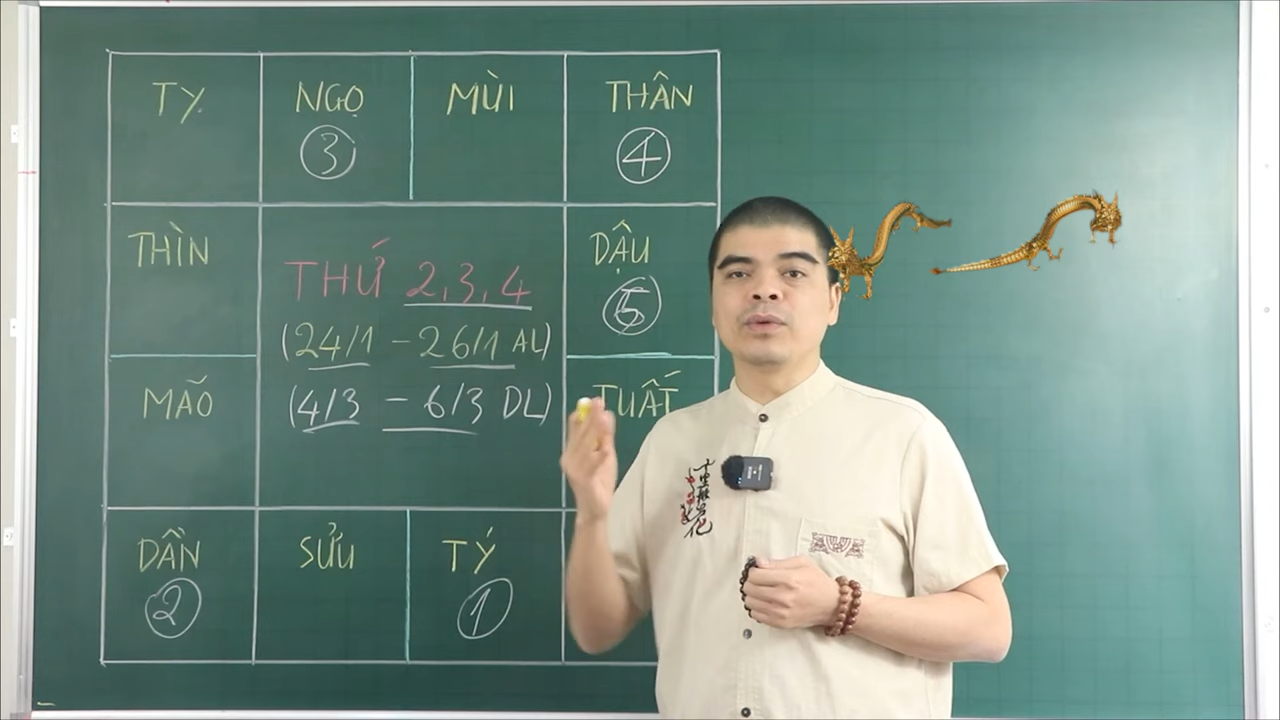 TỴ
NGỌ
3
MÙI
THÂN
4
THÌN
DẬU
5
THỨ 2,3,4
(24/1 - 26/1 AL)
(4/3 - 6/3 DL)
MÃO
TUẤT
DẦN
2
SỬU
TÝ
1